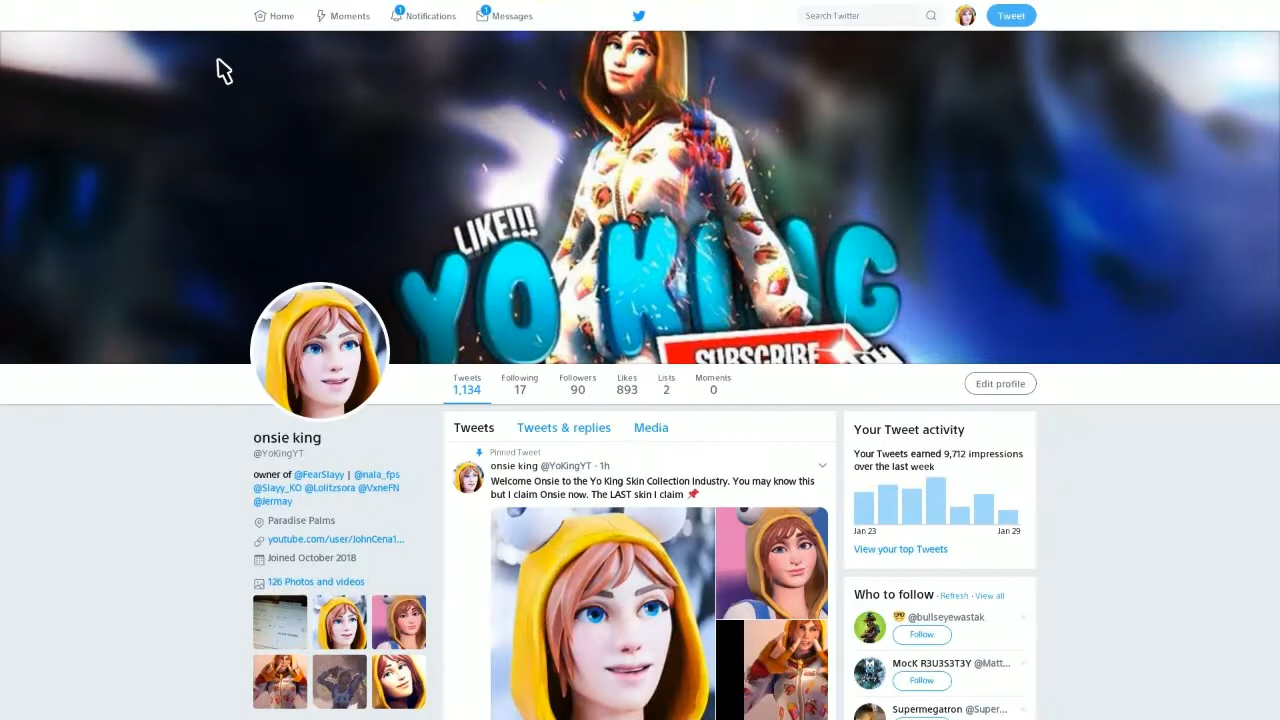 Home
Moments
1
Notifications
1
Messages
Search Twitter
Tweet
LIKE!!!
YO KING
SUBSCRIBE
Tweets
Following
Followers
Likes
Lists
Moments
1,134
17
90
893
2
0
Edit profile
onsie king
@YoKingYT
owner of @FearSlayy | @nala_fps
@Slayy_KO @Lolitzsora @VxneFN
@Jermay
Paradise Palms
youtube.com/user/JohnCena1...
Joined October 2018
126 Photos and videos
Tweets
Tweets & replies
Media
Pinned Tweet
onsie king @YoKingYT · 1h
Welcome Onsie to the Yo King Skin Collection Industry. You may know this
but I claim Onsie now. The LAST skin I claim 📌
Your Tweet activity
Your Tweets earned 9,712 impressions
over the last week
Jan 23
Jan 29
View your top Tweets
Who to follow · Refresh · View all
🤓 @bullseyewastak
Follow
MocK R3U3S3T3Y @Matt...
Follow
Supermegatron @Super...